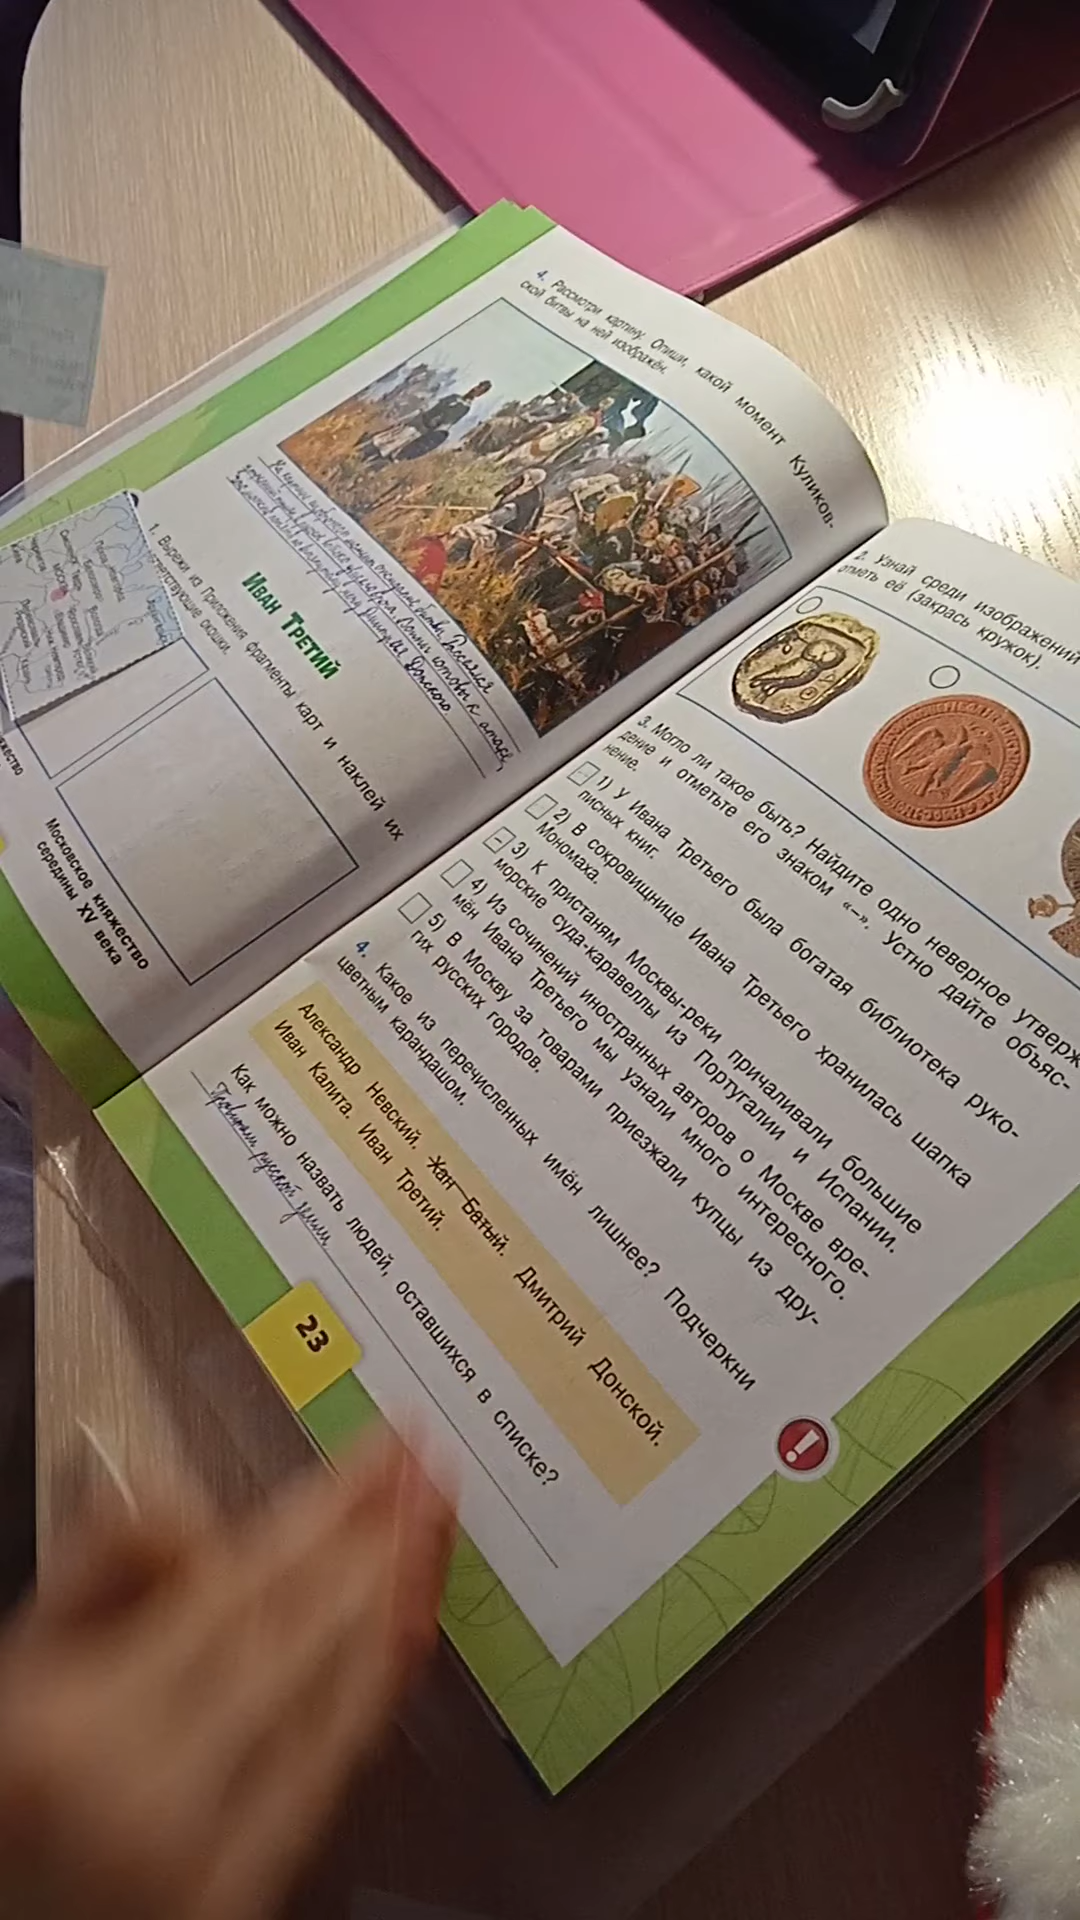 4. Рассмотри картину. Опиши, какой момент Куликов-
ской битвы на ней изображён.
На картине изображён момент
Дмитрия Донского
Иван Третий
1. Вырежи из Приложения фрагменты карт и наклей их
соответствующие окошки.
Московское княжество
середины XV века
2. Узнай среди изображений
отметь её (закрась кружок).
3. Могло ли такое быть? Найдите одно неверное утверж
дение и отметьте его знаком «–». Устно дайте объяс-
нение.
1) У Ивана Третьего была богатая библиотека руко-
писных книг.
2) В сокровищнице Ивана Третьего хранилась шапка
Мономаха.
– 3) К пристаням Москвы-реки причаливали большие
морские суда-каравеллы из Португалии и Испании.
4) Из сочинений иностранных авторов о Москве вре-
мён Ивана Третьего мы узнали много интересного.
5) В Москву за товарами приезжали купцы из дру-
гих русских городов.
4. Какое из перечисленных имён лишнее? Подчеркни
цветным карандашом.
Александр Невский. Хан Батый. Дмитрий Донской.
Иван Калита. Иван Третий.
Как можно назвать людей, оставшихся в списке?
Правители русской земли.
23